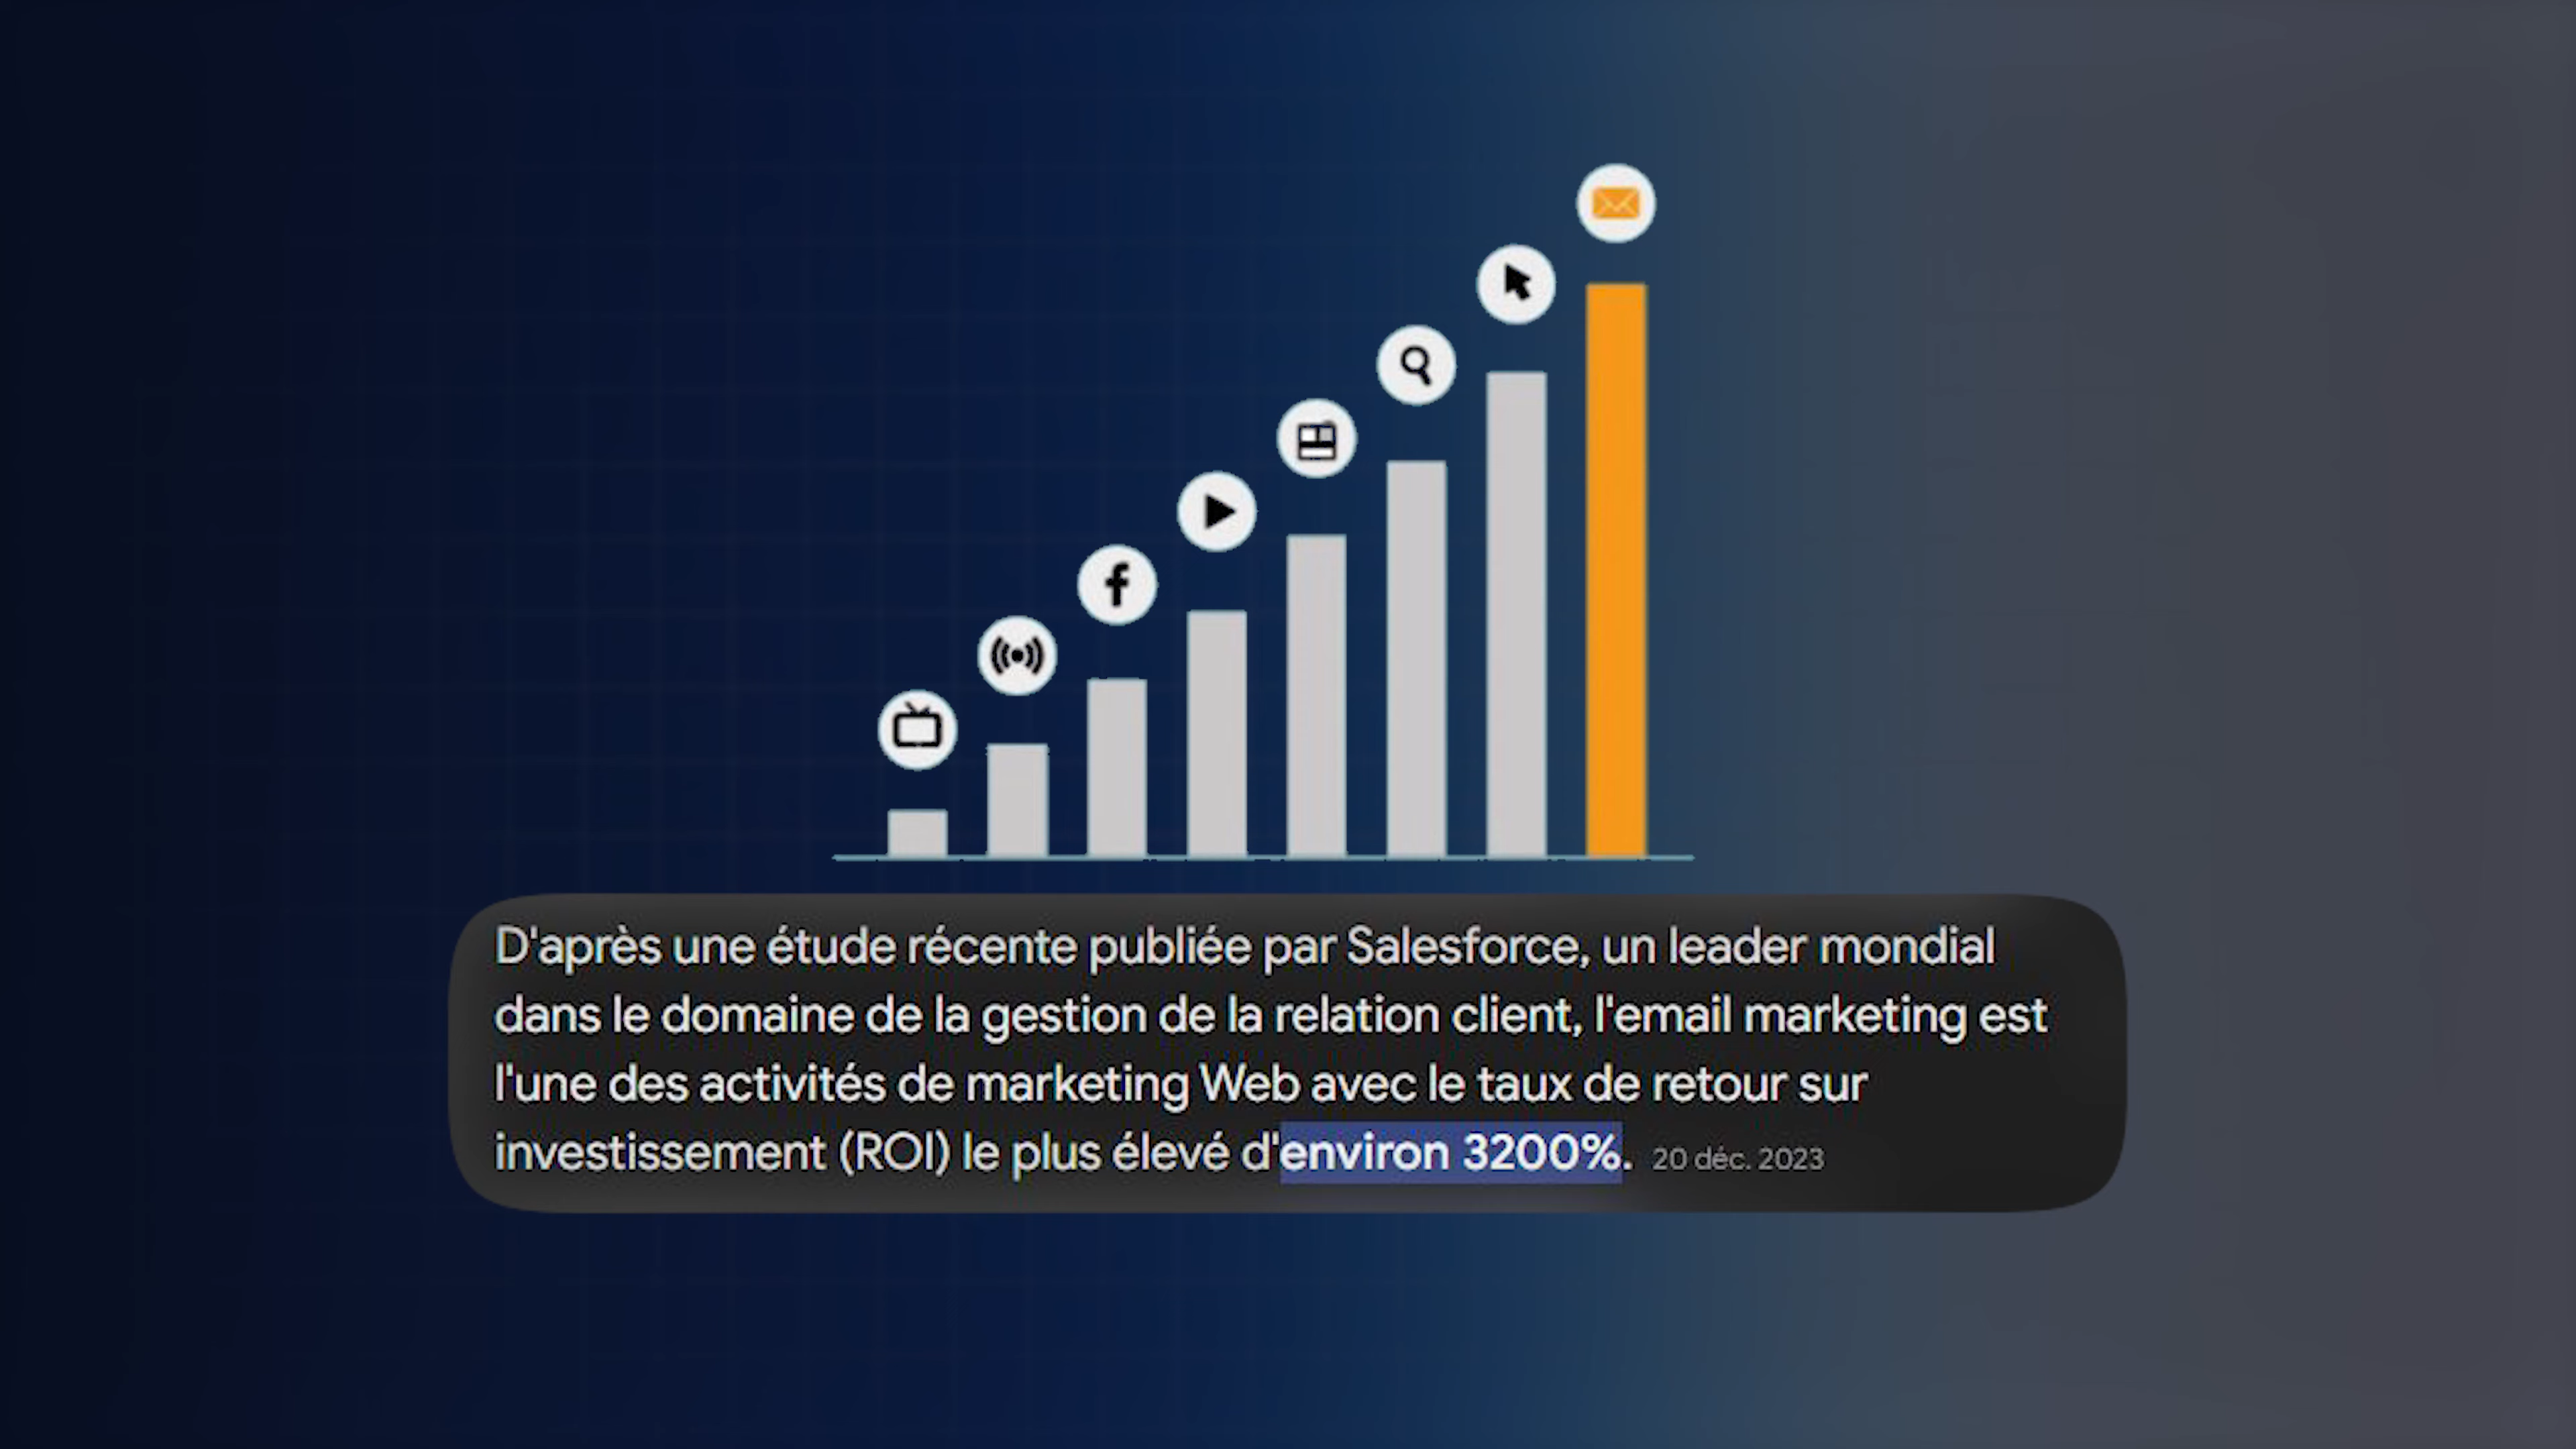 D'après une étude récente publiée par Salesforce, un leader mondial
dans le domaine de la gestion de la relation client, l'email marketing est
l'une des activités de marketing Web avec le taux de retour sur
investissement (ROI) le plus élevé d'environ 3200%. 20 déc. 2023